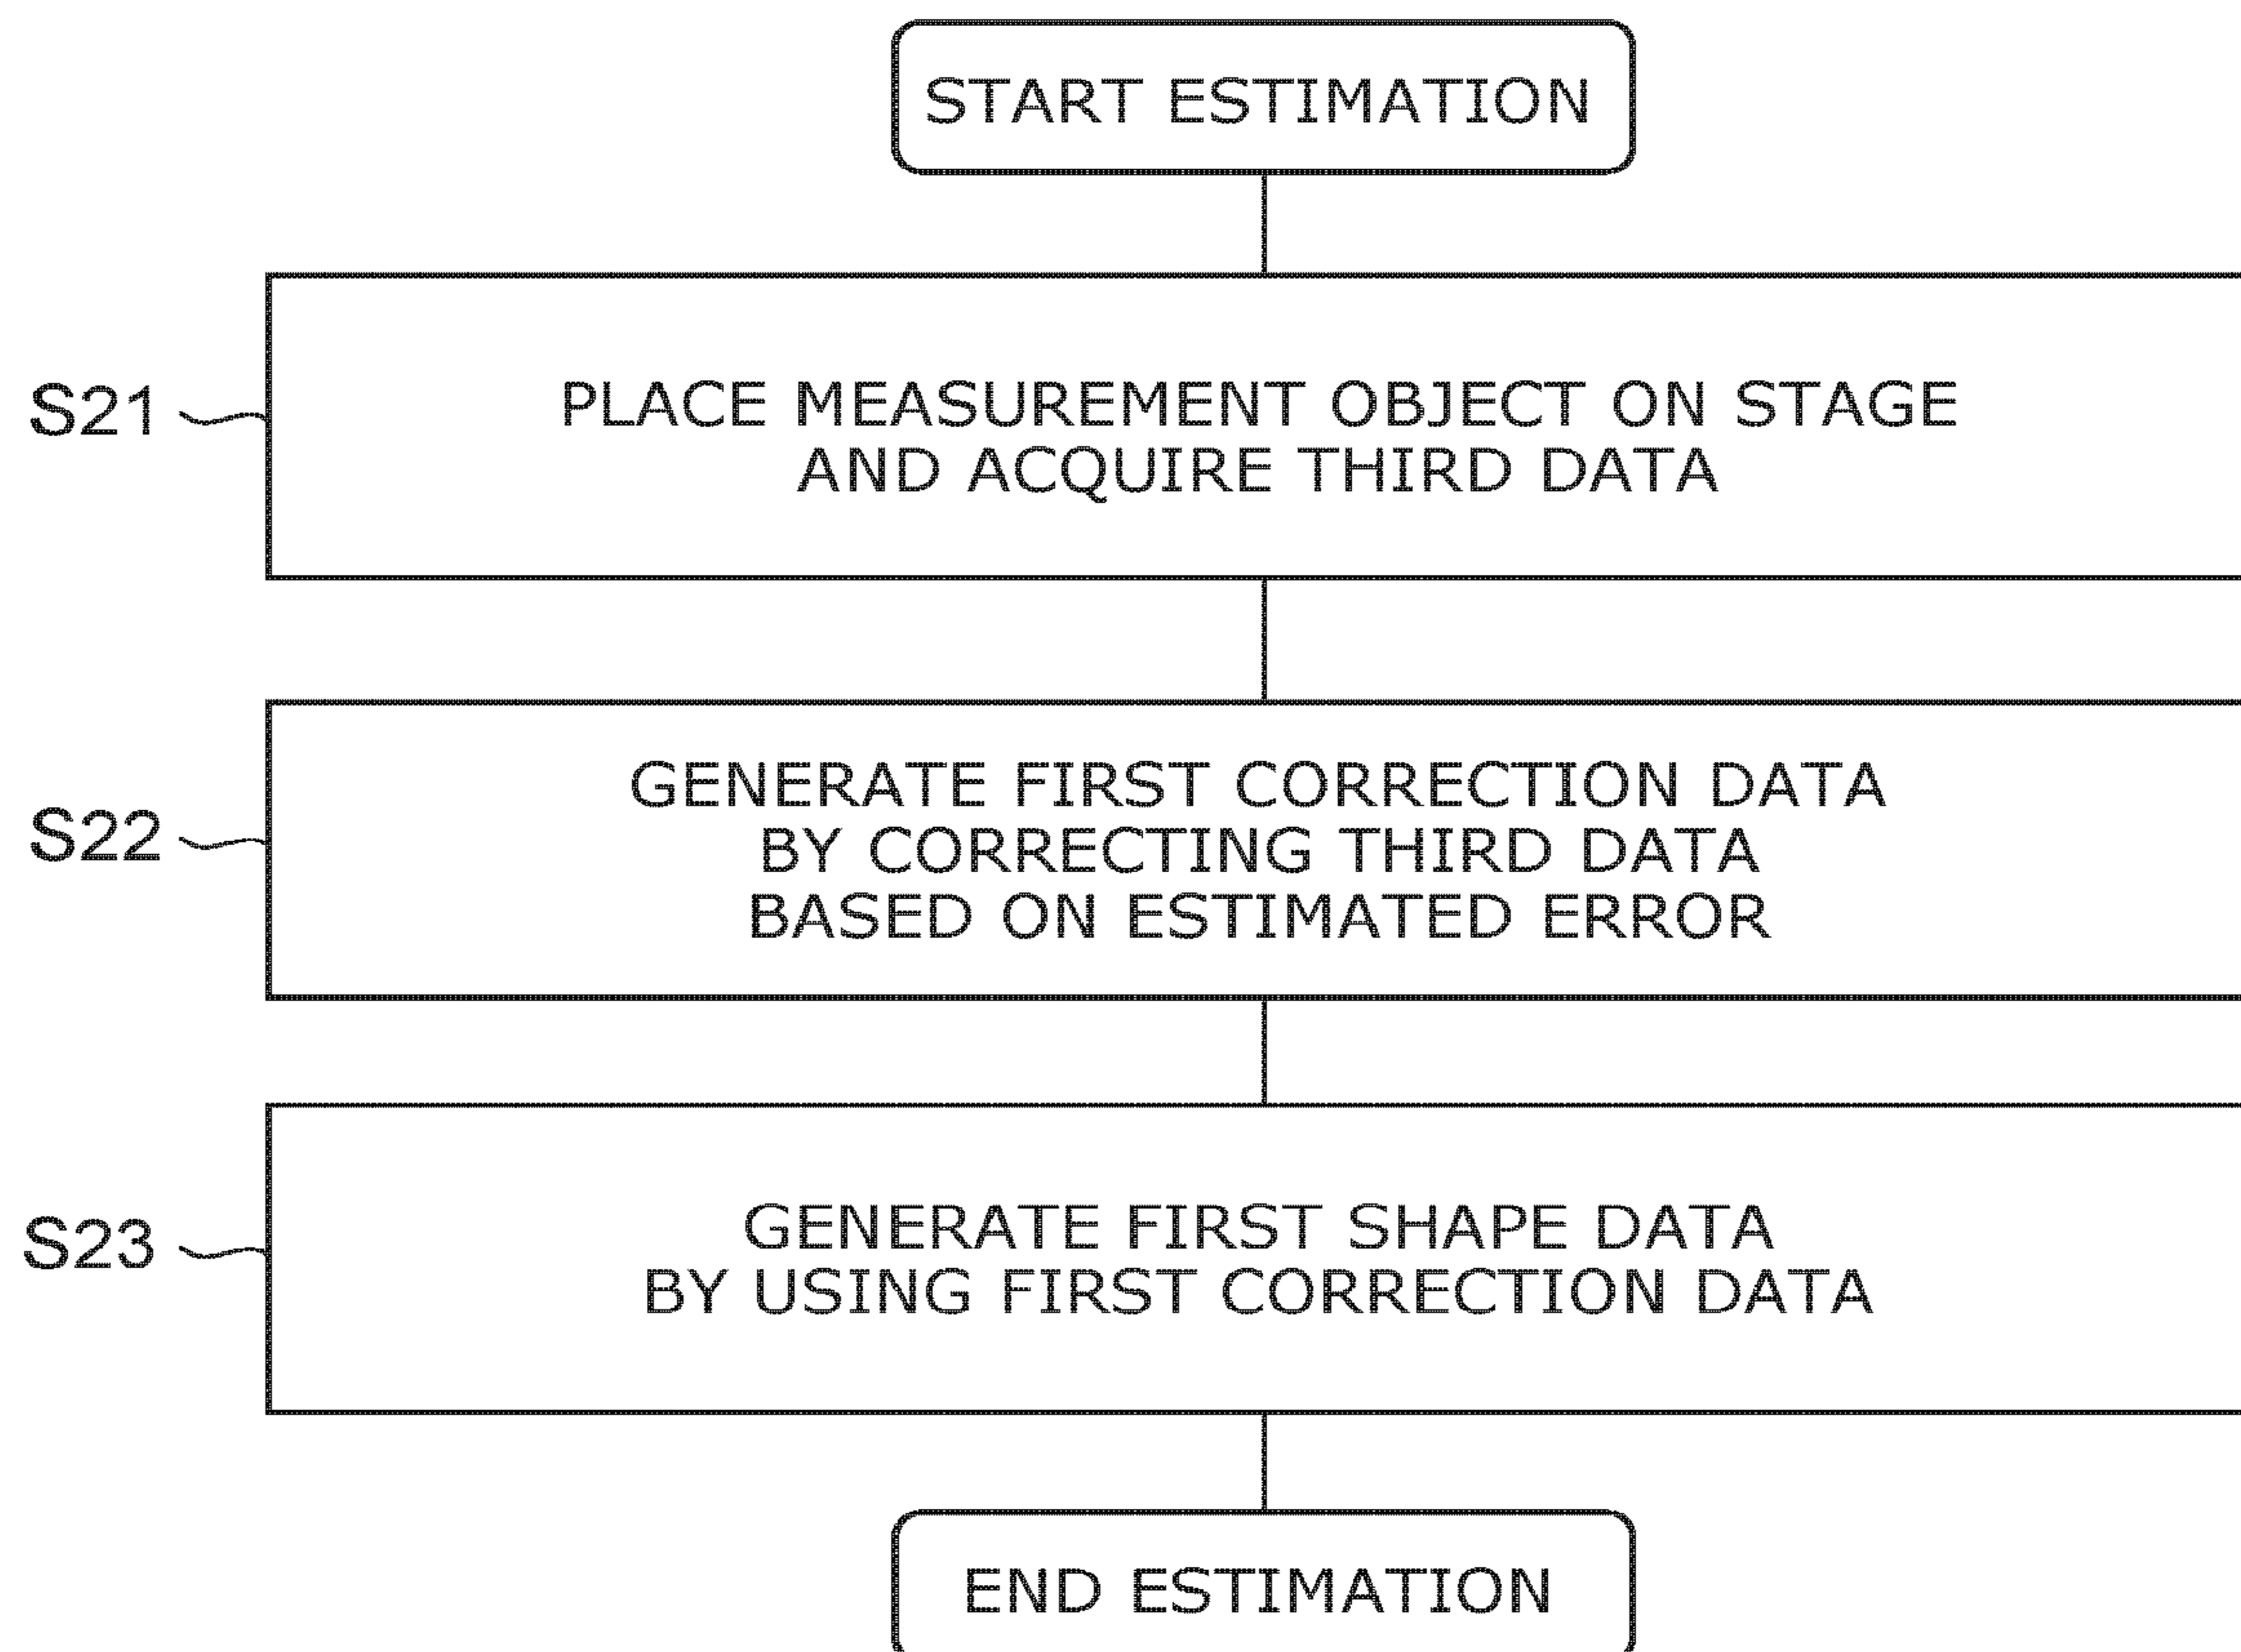 START ESTIMATION
S21
PLACE MEASUREMENT OBJECT ON STAGE
AND ACQUIRE THIRD DATA
S22
GENERATE FIRST CORRECTION DATA
BY CORRECTING THIRD DATA
BASED ON ESTIMATED ERROR
S23
GENERATE FIRST SHAPE DATA
BY USING FIRST CORRECTION DATA
END ESTIMATION